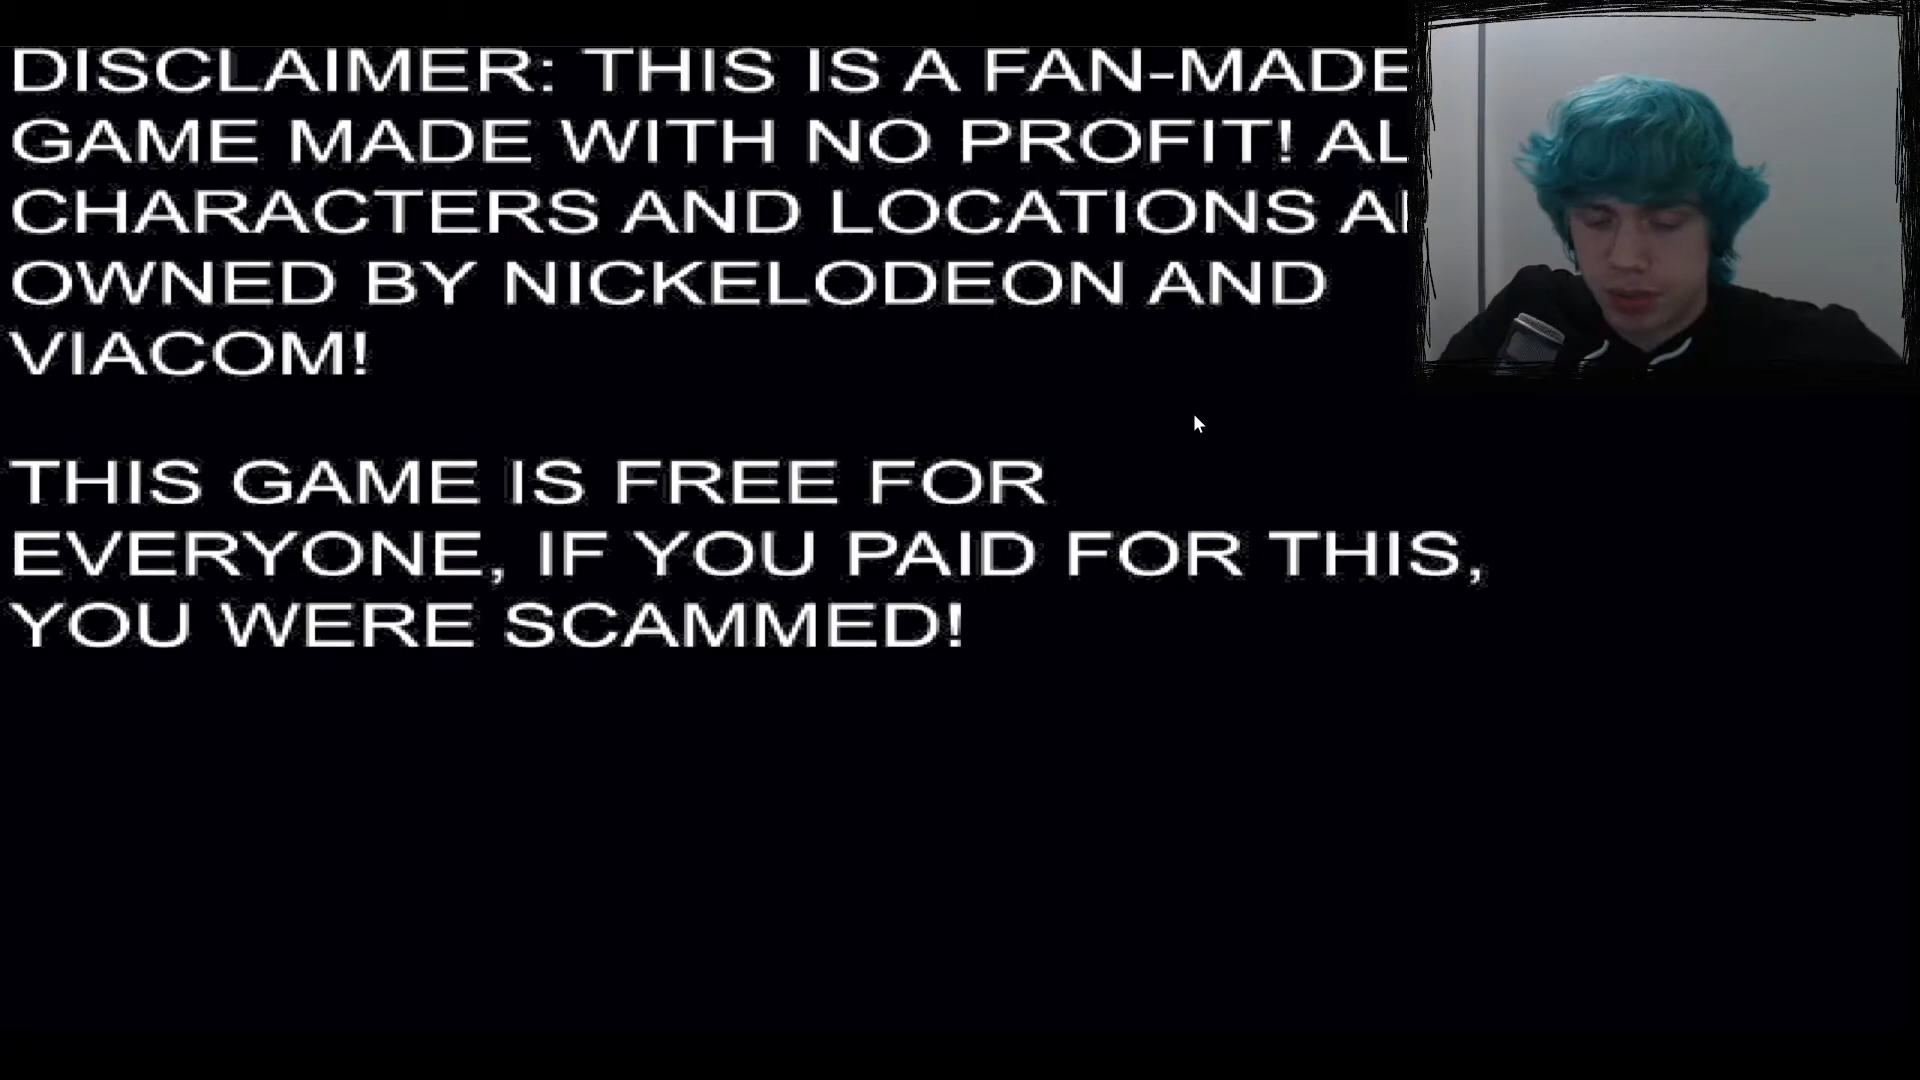 DISCLAIMER: THIS IS A FAN-MADE
GAME MADE WITH NO PROFIT! AL
CHARACTERS AND LOCATIONS A
OWNED BY NICKELODEON AND
VIACOM!
THIS GAME IS FREE FOR
EVERYONE, IF YOU PAID FOR THIS,
YOU WERE SCAMMED!